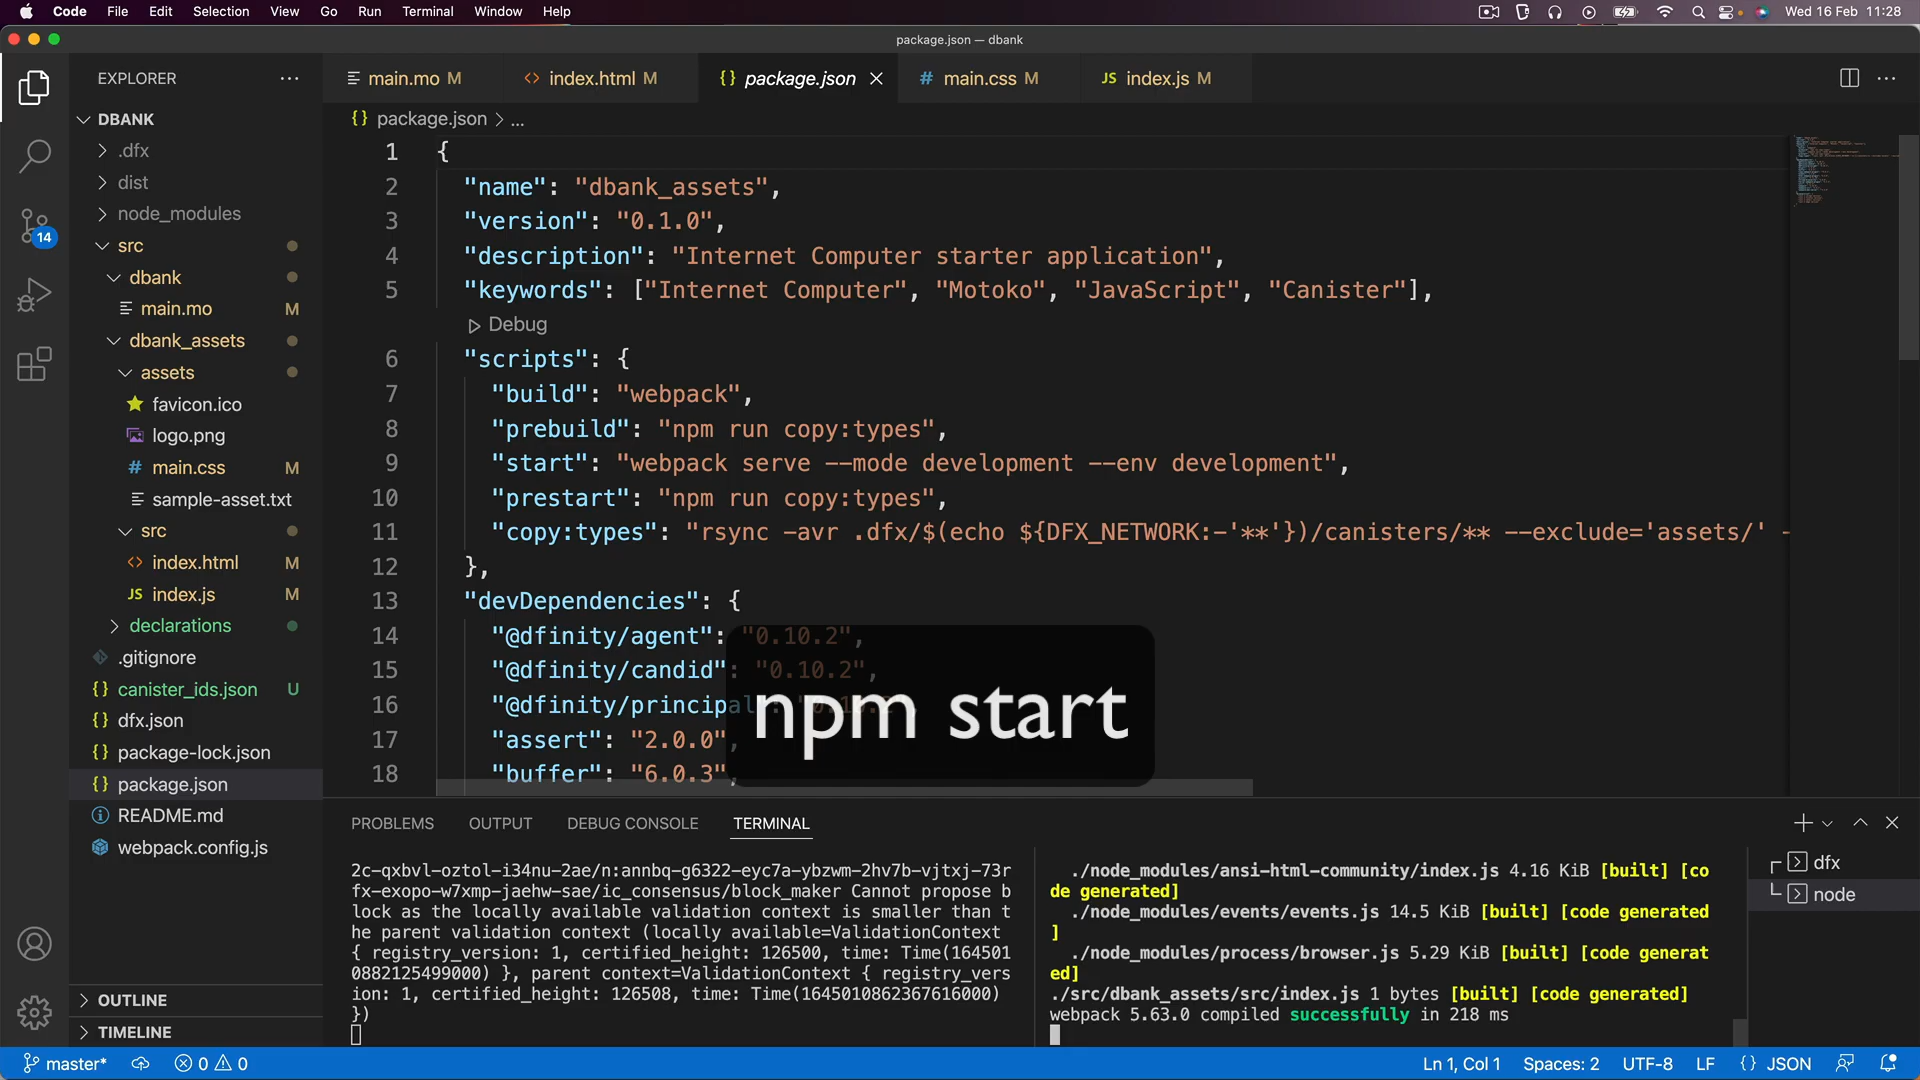 Code File Edit Selection View Go Run Terminal Window Help Wed 16 Feb 11:28
package.json — dbank
EXPLORER
main.mo M index.html M package.json main.css M index.js M
DBANK
.dfx
dist
node_modules
src
dbank
main.mo M
dbank_assets
assets
favicon.ico
logo.png
main.css M
sample-asset.txt
src
index.html M
index.js M
declarations
.gitignore
canister_ids.json U
dfx.json
package-lock.json
package.json
README.md
webpack.config.js
OUTLINE
TIMELINE
14
package.json > ...
1 {
2 "name": "dbank_assets",
3 "version": "0.1.0",
4 "description": "Internet Computer starter application",
5 "keywords": ["Internet Computer", "Motoko", "JavaScript", "Canister"],
Debug
6 "scripts": {
7 "build": "webpack",
8 "prebuild": "npm run copy:types",
9 "start": "webpack serve --mode development --env development",
10 "prestart": "npm run copy:types",
11 "copy:types": "rsync -avr .dfx/$(echo ${DFX_NETWORK:-'**'})/canisters/** --exclude='assets/' -
12 },
13 "devDependencies": {
14 "@dfinity/agent": "0.10.2",
15 "@dfinity/candid": "0.10.2",
16 "@dfinity/principal
17 "assert": "2.0.0",
18 "buffer": "6.0.3",
npm start
PROBLEMS OUTPUT DEBUG CONSOLE TERMINAL
2c-qxbvl-oztol-i34nu-2ae/n:annbq-g6322-eyc7a-ybzwm-2hv7b-vjtxj-73r
fx-exopo-w7xmp-jaehw-sae/ic_consensus/block_maker Cannot propose b
lock as the locally available validation context is smaller than t
he parent validation context (locally available=ValidationContext
{ registry_version: 1, certified_height: 126500, time: Time(164501
0882125499000) }, parent context=ValidationContext { registry_vers
ion: 1, certified_height: 126508, time: Time(1645010862367616000)
})
./node_modules/ansi-html-community/index.js 4.16 KiB [built] [co
de generated]
./node_modules/events/events.js 14.5 KiB [built] [code generated
]
./node_modules/process/browser.js 5.29 KiB [built] [code generat
ed]
./src/dbank_assets/src/index.js 1 bytes [built] [code generated]
webpack 5.63.0 compiled successfully in 218 ms
dfx
node
master* 0 0 Ln 1, Col 1 Spaces: 2 UTF-8 LF {} JSON